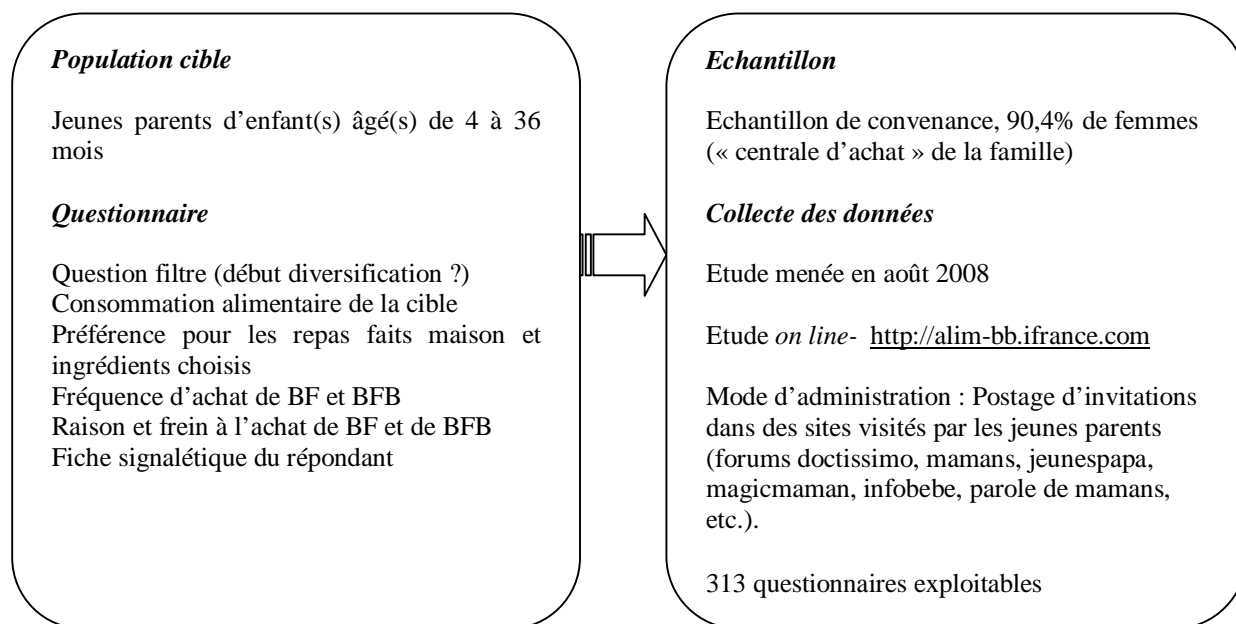 Population cible
Jeunes parents d'enfant(s) âgé(s) de 4 à 36
mois
Questionnaire
Question filtre (début diversification ?)
Consommation alimentaire de la cible
Préférence pour les repas faits maison et
ingrédients choisis
Fréquence d'achat de BF et BFB
Raison et frein à l'achat de BF et de BFB
Fiche signalétique du répondant
Echantillon
Echantillon de convenance, 90,4% de femmes
(« centrale d'achat » de la famille)
Collecte des données
Etude menée en août 2008
Etude on line- http://alim-bb.ifrance.com
Mode d'administration : Postage d'invitations
dans des sites visités par les jeunes parents
(forums doctissimo, mamans, jeunespapa,
magicmaman, infobebe, parole de mamans,
etc.).
313 questionnaires exploitables